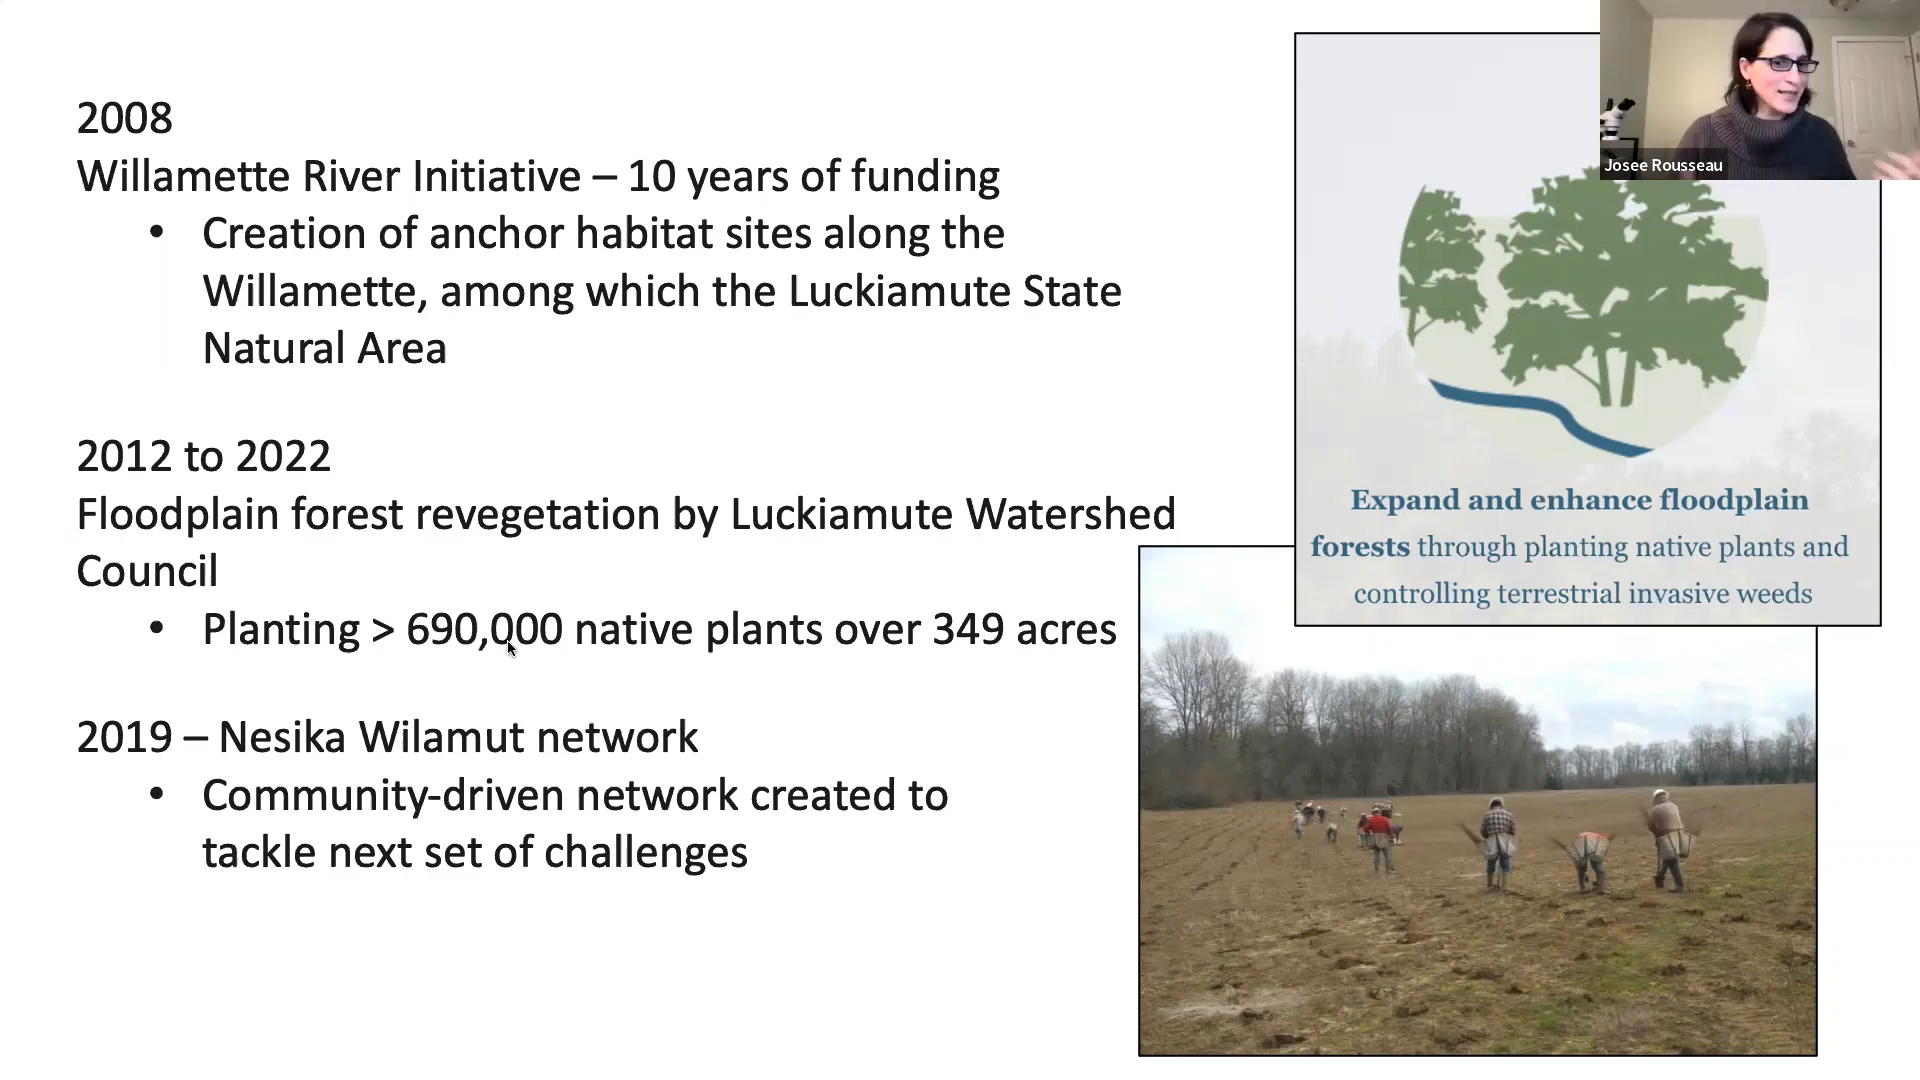 2008
Willamette River Initiative – 10 years of funding
• Creation of anchor habitat sites along the
Willamette, among which the Luckiamute State
Natural Area
2012 to 2022
Floodplain forest revegetation by Luckiamute Watershed
Council
• Planting > 690,000 native plants over 349 acres
2019 – Nesika Wilamut network
• Community-driven network created to
tackle next set of challenges
Josee Rousseau
Expand and enhance floodplain
forests through planting native plants and
controlling terrestrial invasive weeds